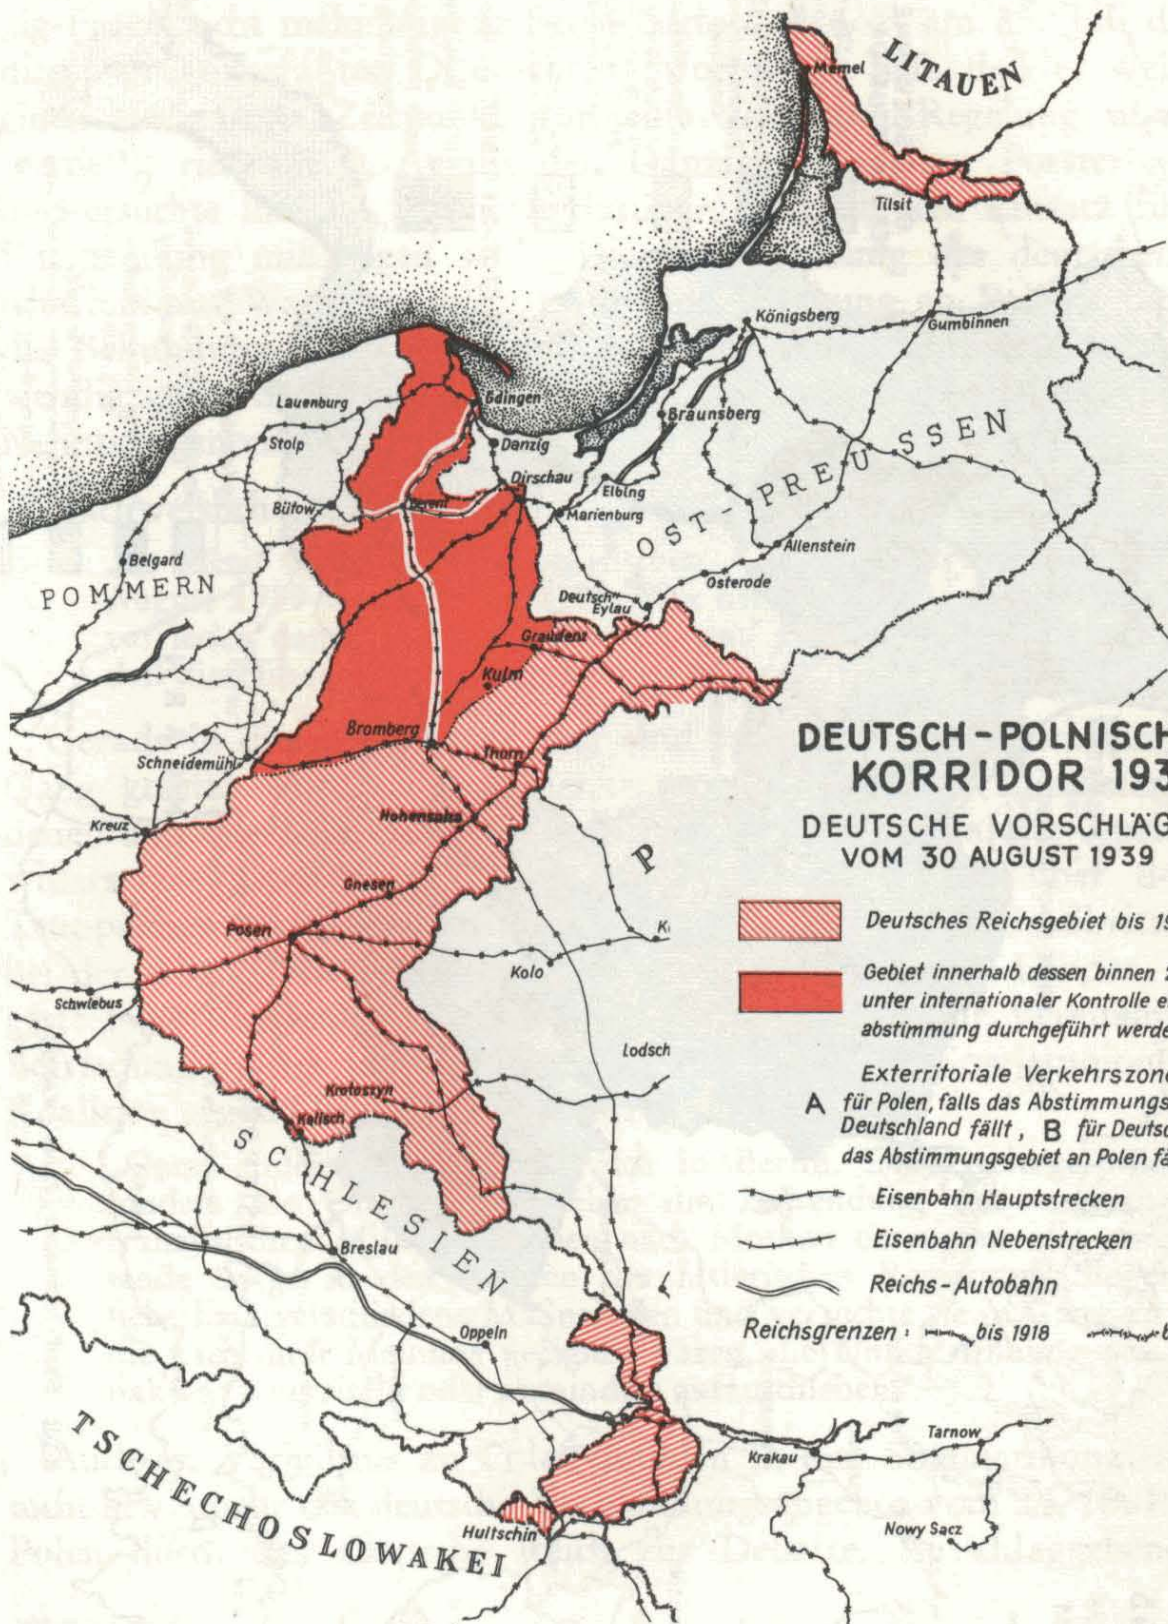 LITAUEN
Memel
Tilsit
Königsberg
Gumbinnen
Lauenburg
Gdingen
Stolp
Danzig
Braunsberg
Dirschau
Bütow
Berent
Elbing
Marienburg
OST-PREUSSEN
Belgard
Allenstein
POMMERN
Osterode
Deutsch
Eylau
Graudenz
Kulm
Bromberg
Schneidemühl
Thorn
DEUTSCH-POLNISCH
KORRIDOR 193
DEUTSCHE VORSCHLÄG
VOM 30 AUGUST 1939
Kreuz
Hohensalza
P
Gnesen
Posen
Kolo
Schwiebus
Deutsches Reichsgebiet bis 19
Gebiet innerhalb dessen binnen
unter internationaler Kontrolle e
abstimmung durchgeführt werde
Lodsch
Exterritoriale Verkehrszone
A für Polen, falls das Abstimmungs
Deutschland fällt, B für Deutsc
das Abstimmungsgebiet an Polen fä
Krotoszyn
Kalisch
SCHLESIEN
Eisenbahn Hauptstrecken
Eisenbahn Nebenstrecken
Reichs-Autobahn
Reichsgrenzen: bis 1918 b
Breslau
Oppeln
TSCHECHOSLOWAKEI
Krakau
Tarnow
Hultschin
Nowy Sącz